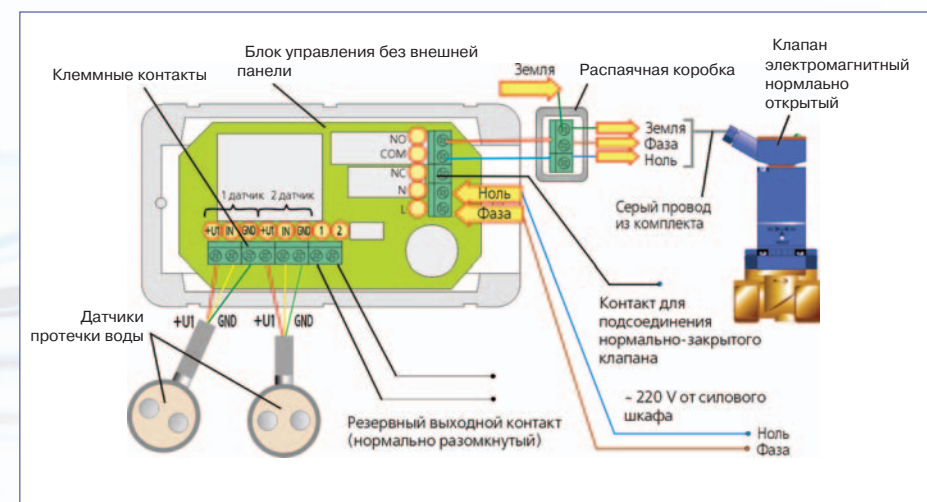 Блок управления без внешней
панели
Клеммные контакты
Земля
Распаячная коробка
Клапан
электромагнитный
нормлаьно
открытый
NO
COM
NC
N
L
Земля
Фаза
Ноль
Ноль
Фаза
1 датчик 2 датчик
+U1 IN GND +U1 IN GND 1 2
Серый провод
из комплекта
Датчики
протечки воды
+U1 GND +U1 GND
Контакт для
подсоединения
нормально-закрытого
клапана
Резервный выходной контакт
(нормально разомкнутый)
~ 220 V от силового
шкафа
Ноль
Фаза